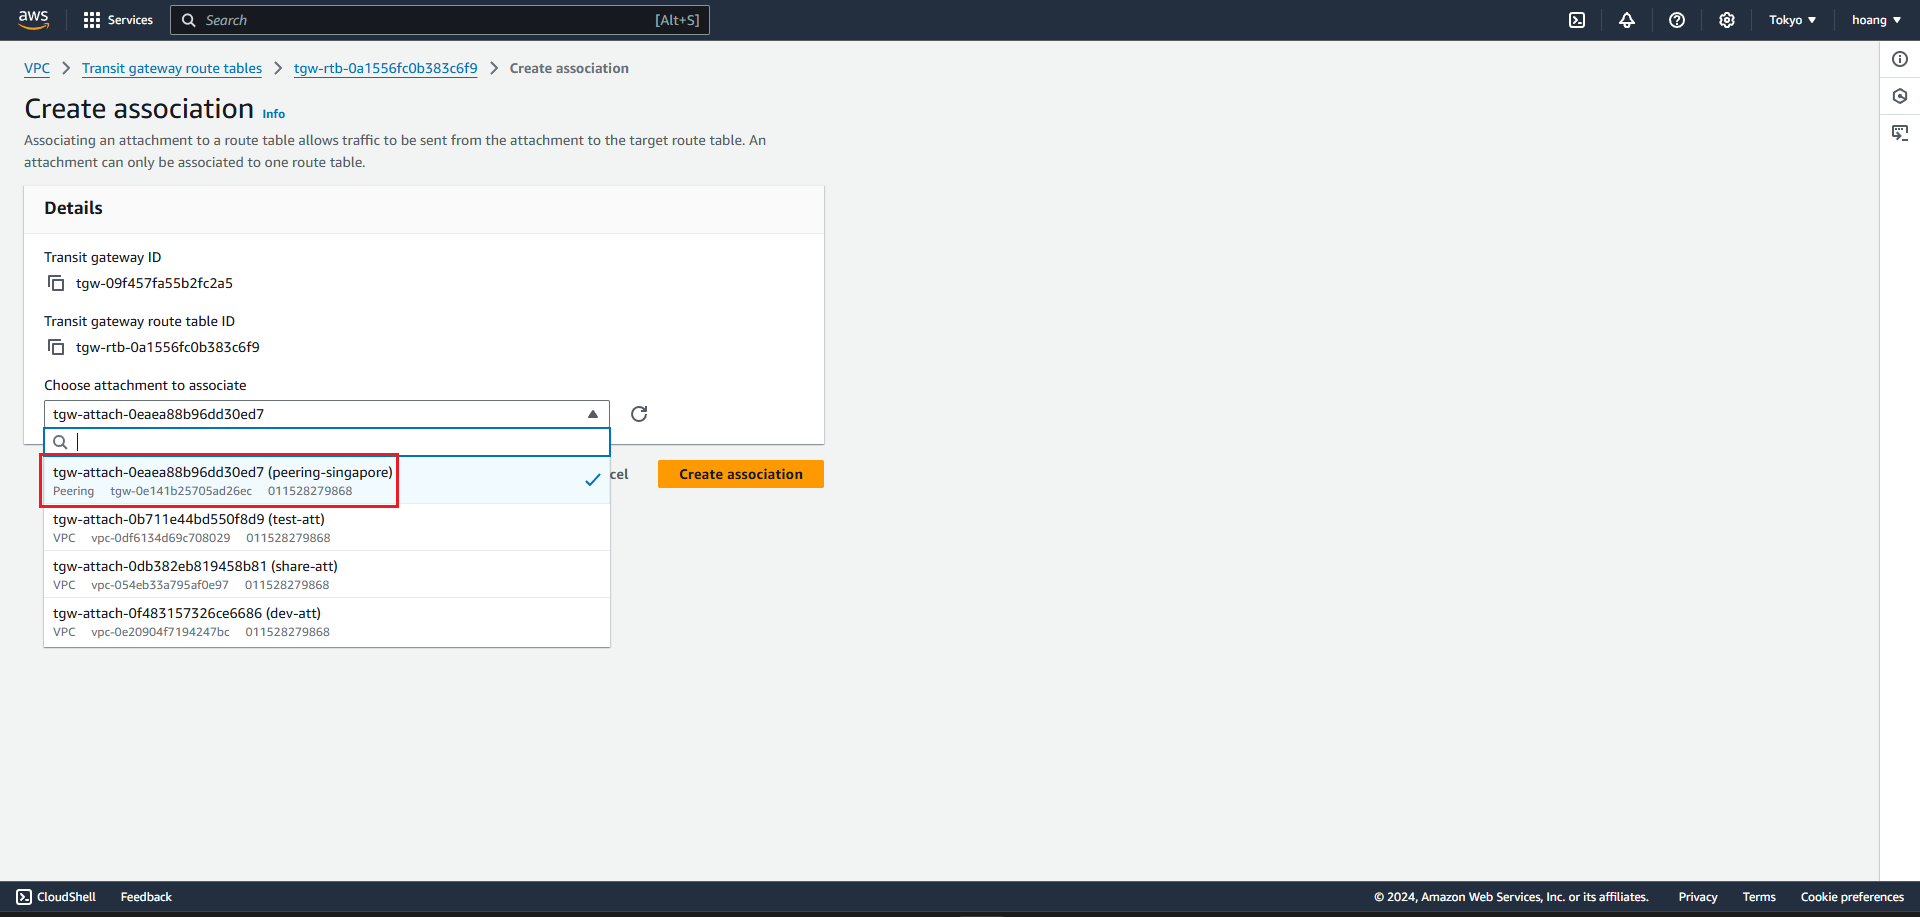 aws
Services
Search
[Alt+S]
Tokyo
hoang
VPC
Transit gateway route tables
tgw-rtb-0a1556fc0b383c6f9
Create association
Create association Info
Associating an attachment to a route table allows traffic to be sent from the attachment to the target route table. An
attachment can only be associated to one route table.
Details
Transit gateway ID
tgw-09f457fa55b2fc2a5
Transit gateway route table ID
tgw-rtb-0a1556fc0b383c6f9
Choose attachment to associate
tgw-attach-0eaea88b96dd30ed7
tgw-attach-0eaea88b96dd30ed7 (peering-singapore)
Peering tgw-0e141b25705ad26ec 011528279868
cel
Create association
tgw-attach-0b711e44bd550f8d9 (test-att)
VPC vpc-0df6134d69c708029 011528279868
tgw-attach-0db382eb819458b81 (share-att)
VPC vpc-054eb33a795af0e97 011528279868
tgw-attach-0f483157326ce6686 (dev-att)
VPC vpc-0e20904f7194247bc 011528279868
CloudShell
Feedback
© 2024, Amazon Web Services, Inc. or its affiliates.
Privacy
Terms
Cookie preferences